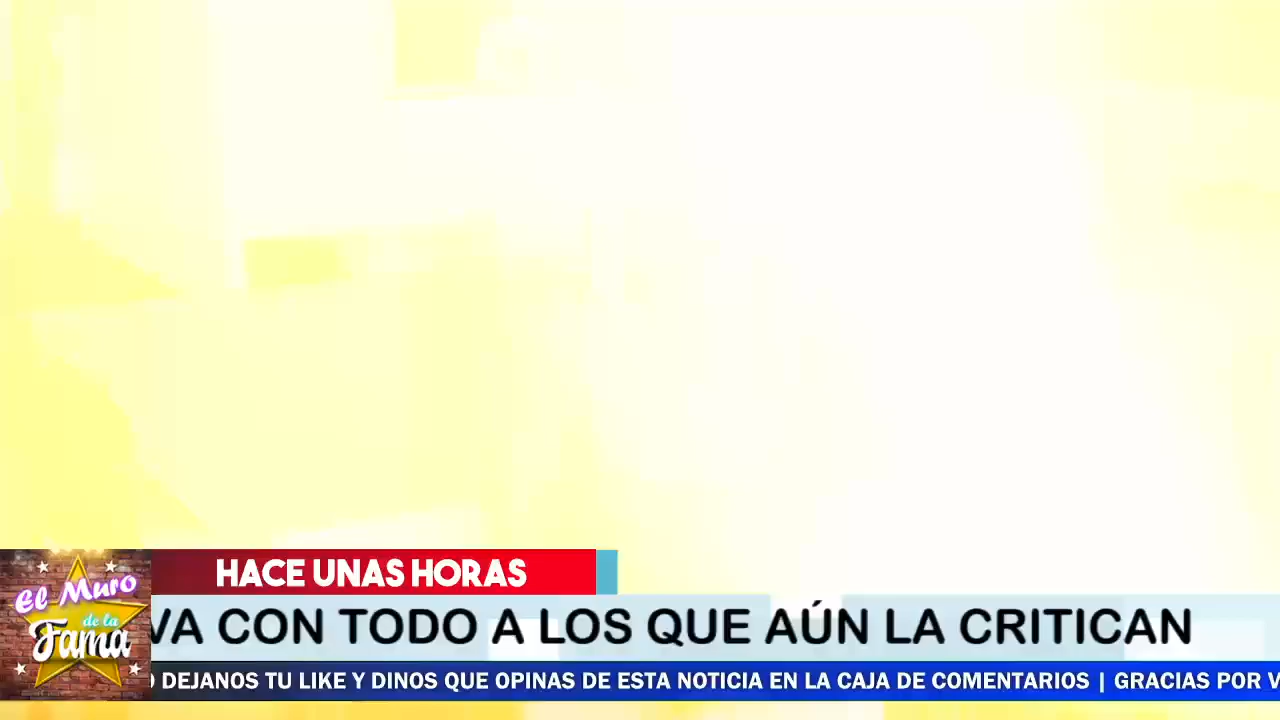 HACE UNAS HORAS
VA CON TODO A LOS QUE AÚN LA CRITICAN
El Muro
de la
Fama
DEJANOS TU LIKE Y DINOS QUE OPINAS DE ESTA NOTICIA EN LA CAJA DE COMENTARIOS | GRACIAS POR V